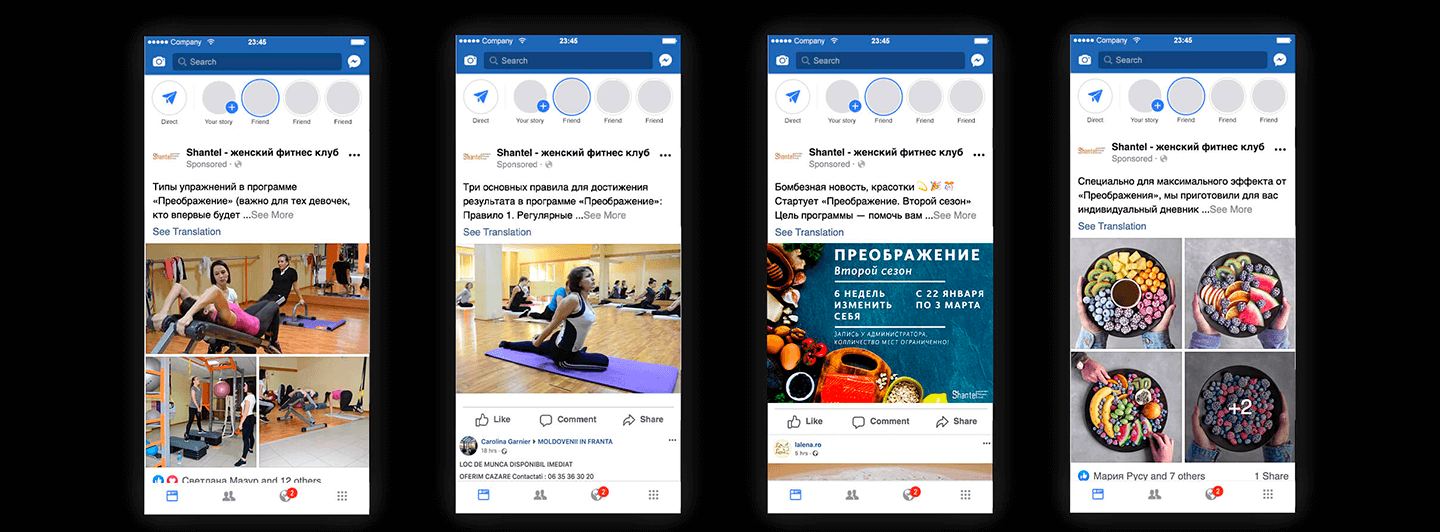 Company
23:45
Search
Direct
Your story
Friend
Friend
Friend
Shantel
Shantel - женский фитнес клуб
Sponsored ·
Типы упражнений в программе
«Преображение» (важно для тех девочек,
кто впервые будет ...See More
See Translation
Светлана Мазур and 12 others
2
Company
23:45
Search
Direct
Your story
Friend
Friend
Friend
Shantel
Shantel - женский фитнес клуб
Sponsored ·
Три основных правила для достижения
результата в программе «Преображение»:
Правило 1. Регулярные ...See More
See Translation
Like
Comment
Share
Carolina Garnier ▸ MOLDOVENII IN FRANTA
18 hrs ·
LOC DE MUNCA DISPONIBIL IMEDIAT
OFERIM CAZARE Contactati : 06 35 36 30 20
2
Company
23:45
Search
Direct
Your story
Friend
Friend
Friend
Shantel
Shantel - женский фитнес клуб
Sponsored ·
Бомбезная новость, красотки 💫 🎉 
Стартует «Преображение. Второй сезон»
Цель программы — помочь вам ...See More
See Translation
ПРЕОБРАЖЕНИЕ
Второй сезон
6 НЕДЕЛЬ
ИЗМЕНИТЬ
СЕБЯ
С 22 ЯНВАРЯ
ПО 3 МАРТА
ЗАПИСЬ У АДМИНИСТРАТОРА.
КОЛЛИЧЕСТВО МЕСТ ОГРАНИЧЕННО!
Shantel
Like
Comment
Share
lalena.ro
5 hrs ·
2
Company
23:45
Search
Direct
Your story
Friend
Friend
Friend
Shantel
Shantel - женский фитнес клуб
Sponsored ·
Специально для максимального эффекта от
«Преображения», мы приготовили для вас
индивидуальный дневник ...See More
See Translation
+2
Мария Русу and 7 others
1 Share
2